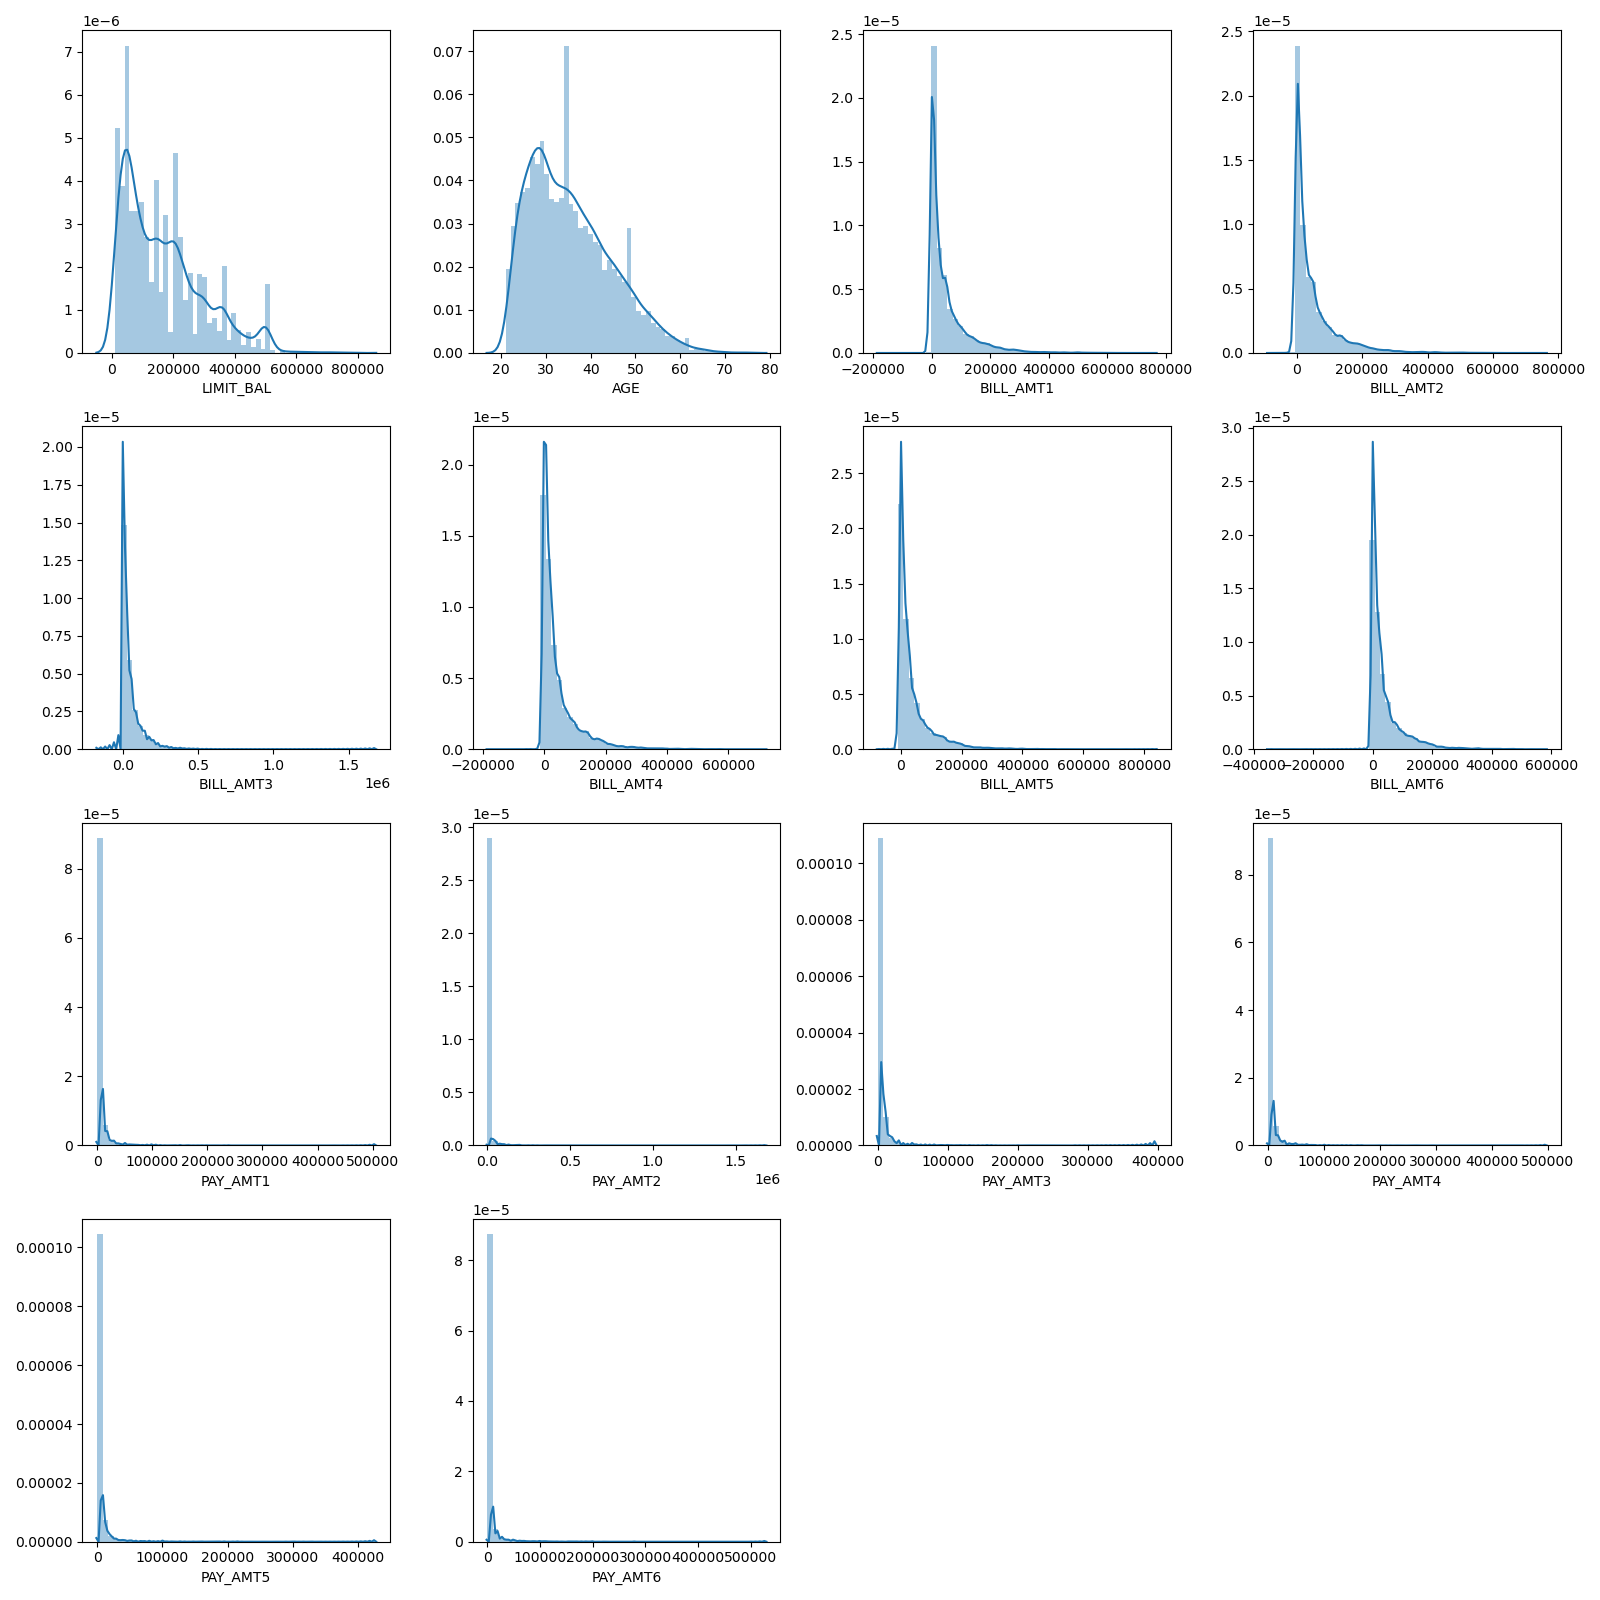 1e−6
7
6
5
4
3
2
1
0
0 200000 400000 600000 800000
LIMIT_BAL
0.07
0.06
0.05
0.04
0.03
0.02
0.01
0.00
20 30 40 50 60 70 80
AGE
1e−5
2.5
2.0
1.5
1.0
0.5
0.0
−200000 0 200000 400000 600000 800000
BILL_AMT1
1e−5
2.5
2.0
1.5
1.0
0.5
0.0
0 200000 400000 600000 800000
BILL_AMT2
1e−5
2.00
1.75
1.50
1.25
1.00
0.75
0.50
0.25
0.00
0.0 0.5 1.0 1.5
BILL_AMT3
1e6
1e−5
2.0
1.5
1.0
0.5
0.0
−200000 0 200000 400000 600000
BILL_AMT4
1e−5
2.5
2.0
1.5
1.0
0.5
0.0
0 200000 400000 600000 800000
BILL_AMT5
1e−5
3.0
2.5
2.0
1.5
1.0
0.5
0.0
−400000 −200000 0 200000 400000 600000
BILL_AMT6
1e−5
8
6
4
2
0
0 100000 200000 300000 400000 500000
PAY_AMT1
1e−5
3.0
2.5
2.0
1.5
1.0
0.5
0.0
0.0 0.5 1.0 1.5
PAY_AMT2
1e6
0.00010
0.00008
0.00006
0.00004
0.00002
0.00000
0 100000 200000 300000 400000
PAY_AMT3
1e−5
8
6
4
2
0
0 100000 200000 300000 400000 500000
PAY_AMT4
0.00010
0.00008
0.00006
0.00004
0.00002
0.00000
0 100000 200000 300000 400000
PAY_AMT5
1e−5
8
6
4
2
0
0 100000 200000 300000 400000 500000
PAY_AMT6